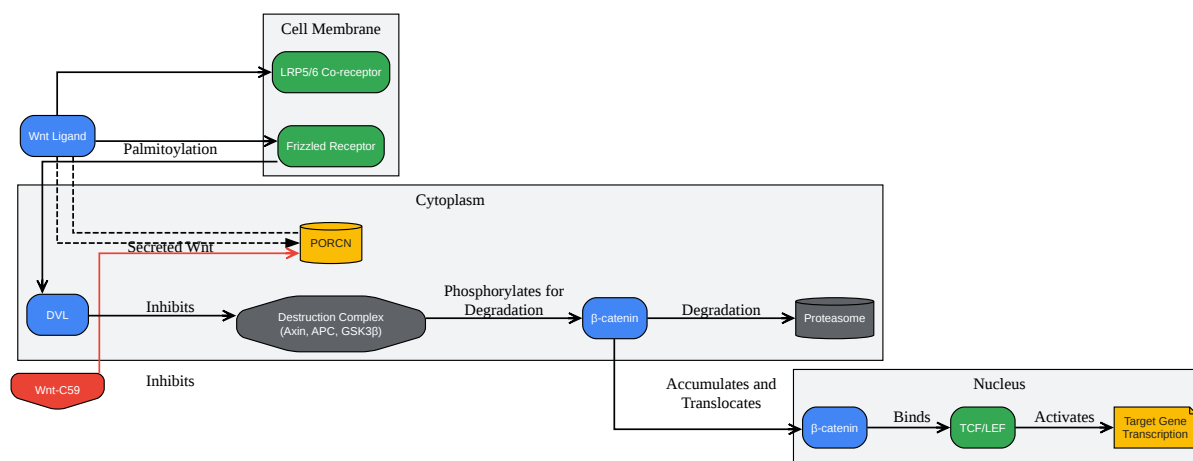 Cell Membrane
LRP5/6 Co-receptor
Wnt Ligand
Frizzled Receptor
Palmitoylation
Cytoplasm
PORCN
Secreted Wnt
DVL
Inhibits
Destruction Complex
(Axin, APC, GSK3β)
Phosphorylates for
Degradation
β-catenin
Degradation
Proteasome
Wnt-C59
Inhibits
Accumulates and
Translocates
Nucleus
β-catenin
Binds
TCF/LEF
Activates
Target Gene
Transcription